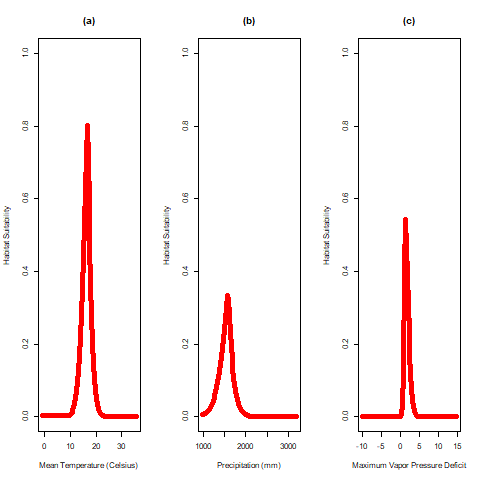 (a) (b) (c)
Habitat Suitability Habitat Suitability Habitat Suitability
1.0 1.0 1.0
0.8 0.8 0.8
0.6 0.6 0.6
0.4 0.4 0.4
0.2 0.2 0.2
0.0 0.0 0.0
0 10 20 30 1000 2000 3000 -10 -5 0 5 10 15
Mean Temperature (Celsius) Precipitation (mm) Maximum Vapor Pressure Deficit